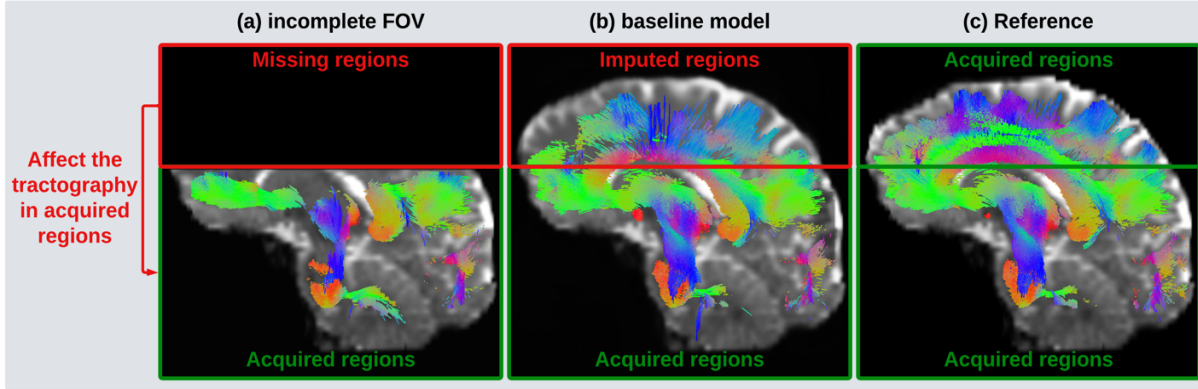 (a) incomplete FOV
(b) baseline model
(c) Reference
Missing regions
Imputed regions
Acquired regions
Affect the
tractography
in acquired
regions
Acquired regions
Acquired regions
Acquired regions